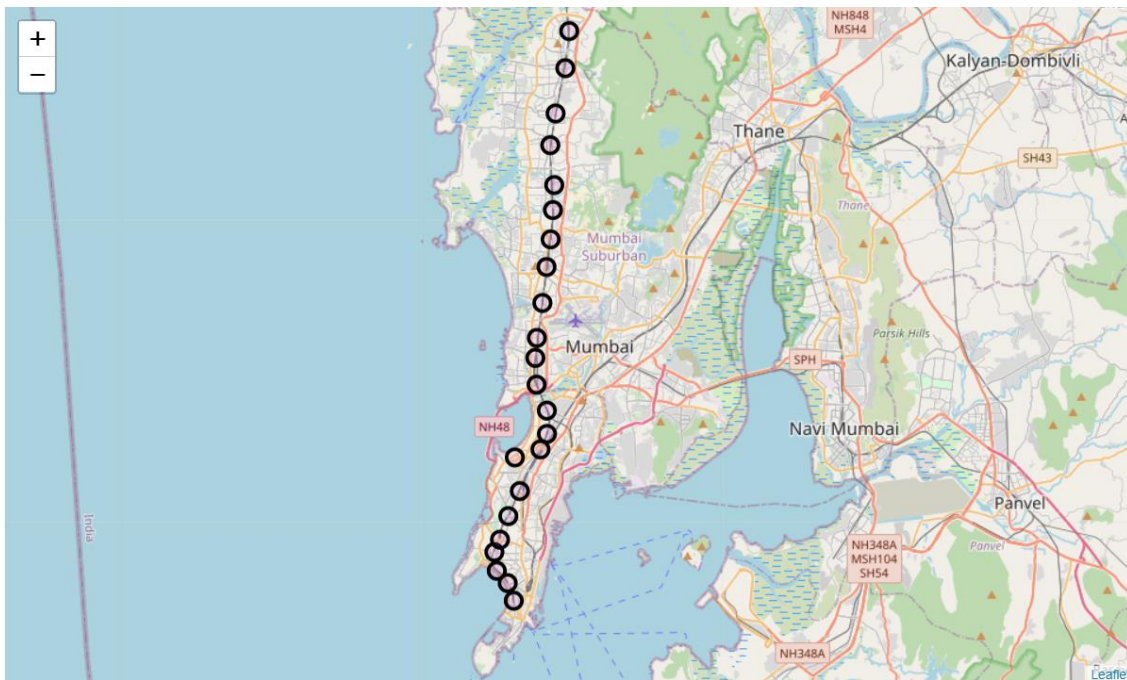 +
−
NH848
MSH4
Kalyan-Dombivli
Thane
SH43
Thane
Mumbai
Suburban
Parsik Hills
Mumbai
SPH
NH48
Navi Mumbai
Panvel
India
NH348A
MSH104
SH54
Panvel
NH348A
Leafle